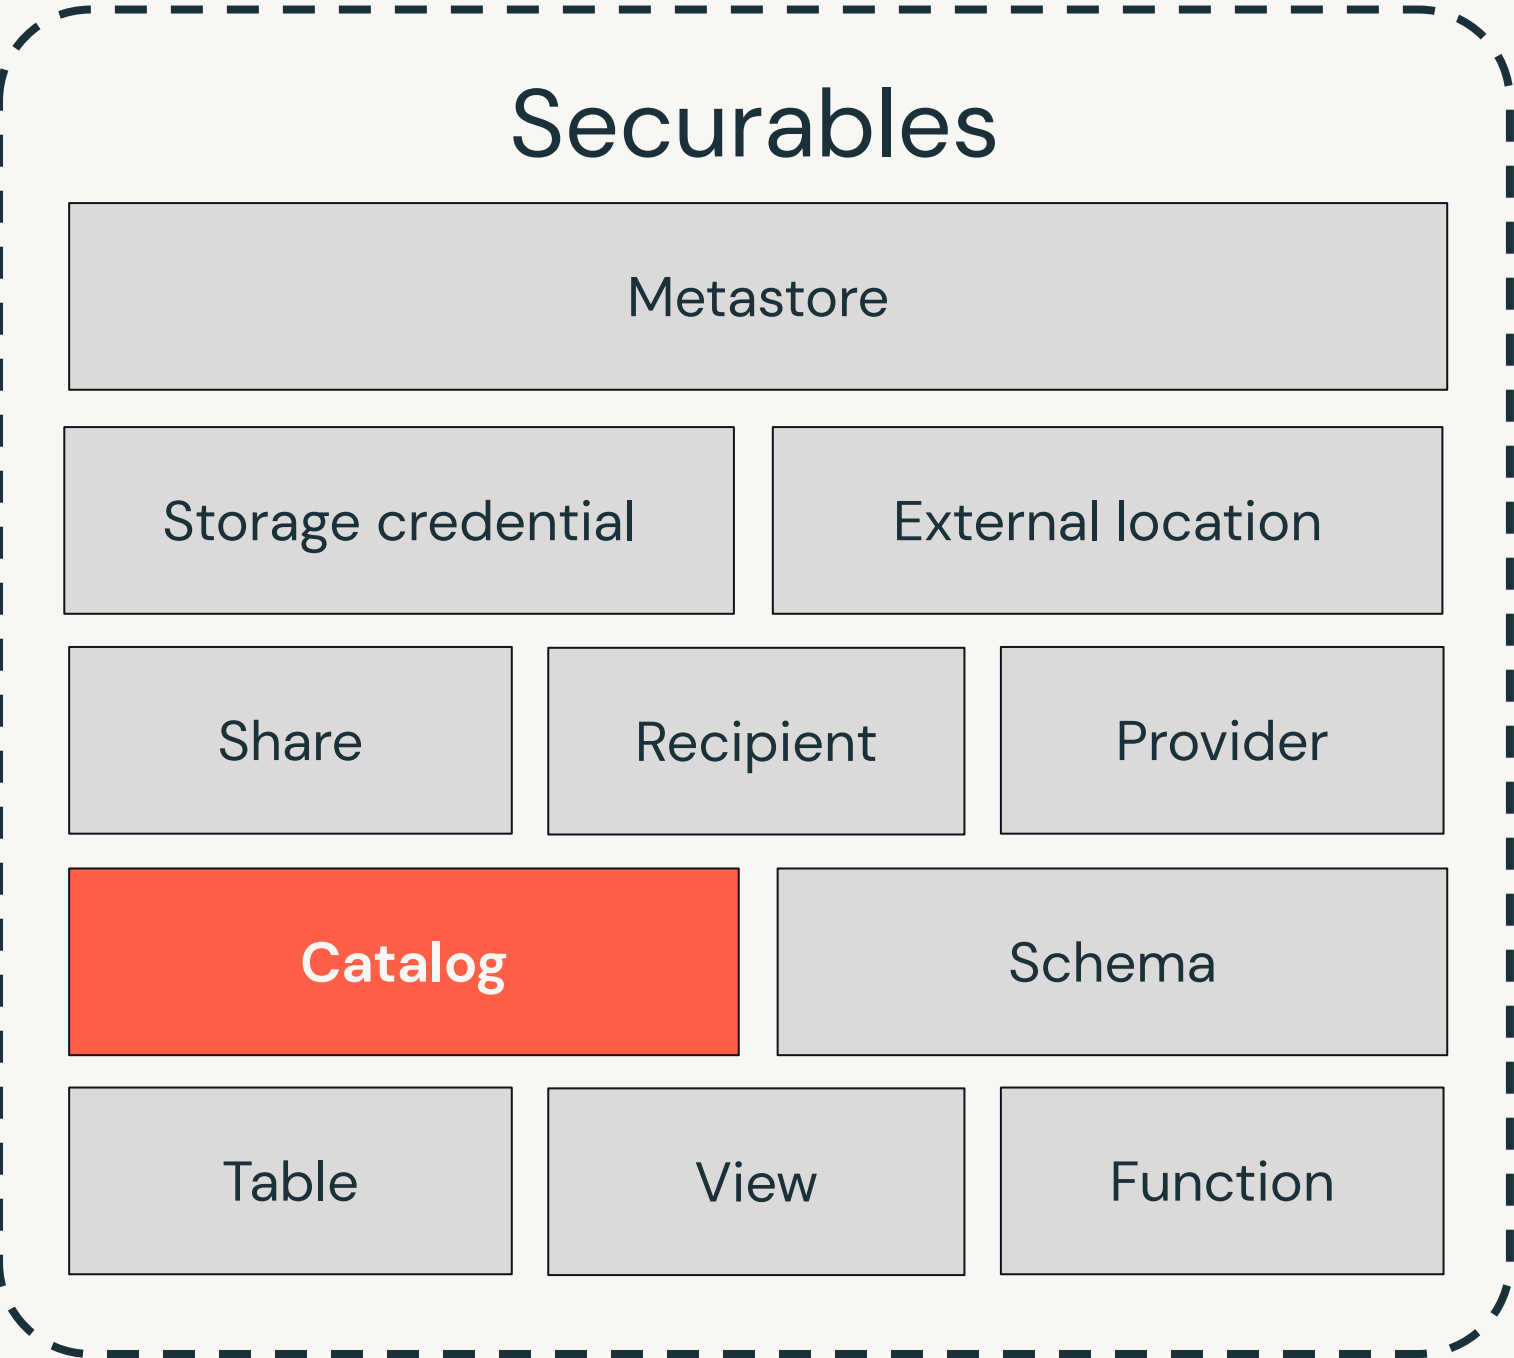 Securables
Metastore
Storage credential
External location
Share
Recipient
Provider
Catalog
Schema
Table
View
Function